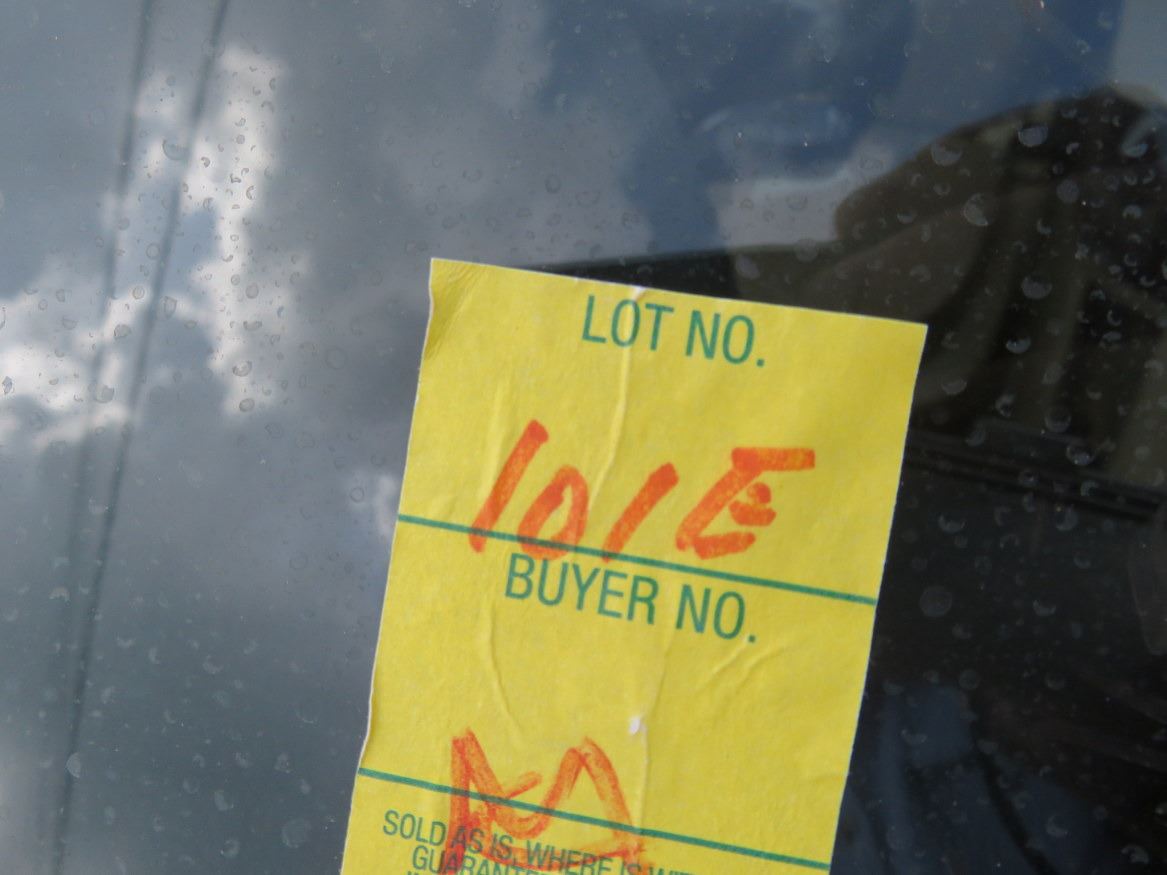 LOT NO.
101E
BUYER NO.
SOLD AS IS, WHERE IS